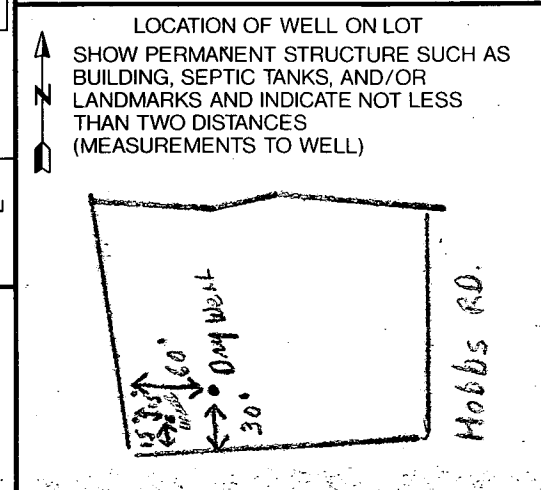 LOCATION OF WELL ON LOT
SHOW PERMANENT STRUCTURE SUCH AS
BUILDING, SEPTIC TANKS, AND/OR
LANDMARKS AND INDICATE NOT LESS
THAN TWO DISTANCES
(MEASUREMENTS TO WELL)
N
60'
Dry Well
30'
15'
Hobbs RD.